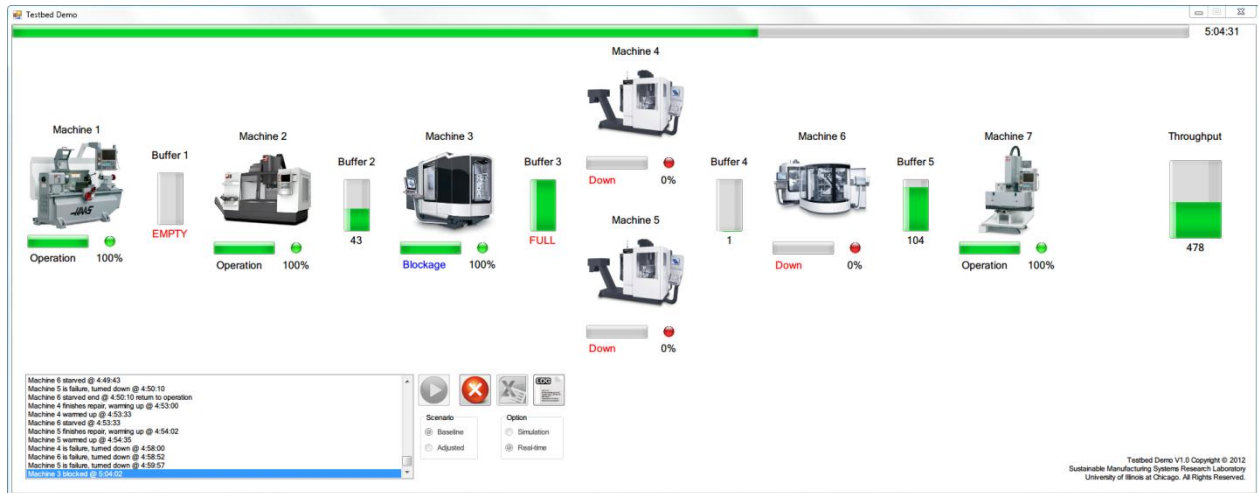 Testbed Demo
5:04:31
Machine 4
Machine 1
Machine 2
Machine 3
Machine 6
Machine 7
Throughput
Buffer 1
Buffer 2
Buffer 3
Buffer 4
Buffer 5
Down 0%
Machine 5
EMPTY
43
FULL
1
104
478
Operation 100%
Operation 100%
Blockage 100%
Down 0%
Operation 100%
Down 0%
Machine 6 starved @ 4:49:43
Machine 5 is failure, turned down @ 4:50:10
Machine 6 starved end @ 4:50:10 return to operation
Machine 4 finishes repair, warming up @ 4:53:00
Machine 4 warmed up @ 4:53:33
Machine 6 starved @ 4:53:33
Machine 5 finishes repair, warming up @ 4:54:02
Machine 5 warmed up @ 4:54:35
Machine 4 is failure, turned down @ 4:58:00
Machine 6 is failure, turned down @ 4:58:52
Machine 5 is failure, turned down @ 4:59:57
Machine 3 blocked @ 5:04:02
LOG
Scenario
Baseline
Adjusted
Option
Simulation
Real-time
Testbed Demo V1.0 Copyright © 2012
Sustainable Manufacturing Systems Research Laboratory
University of Illinois at Chicago. All Rights Reserved.
HAAS